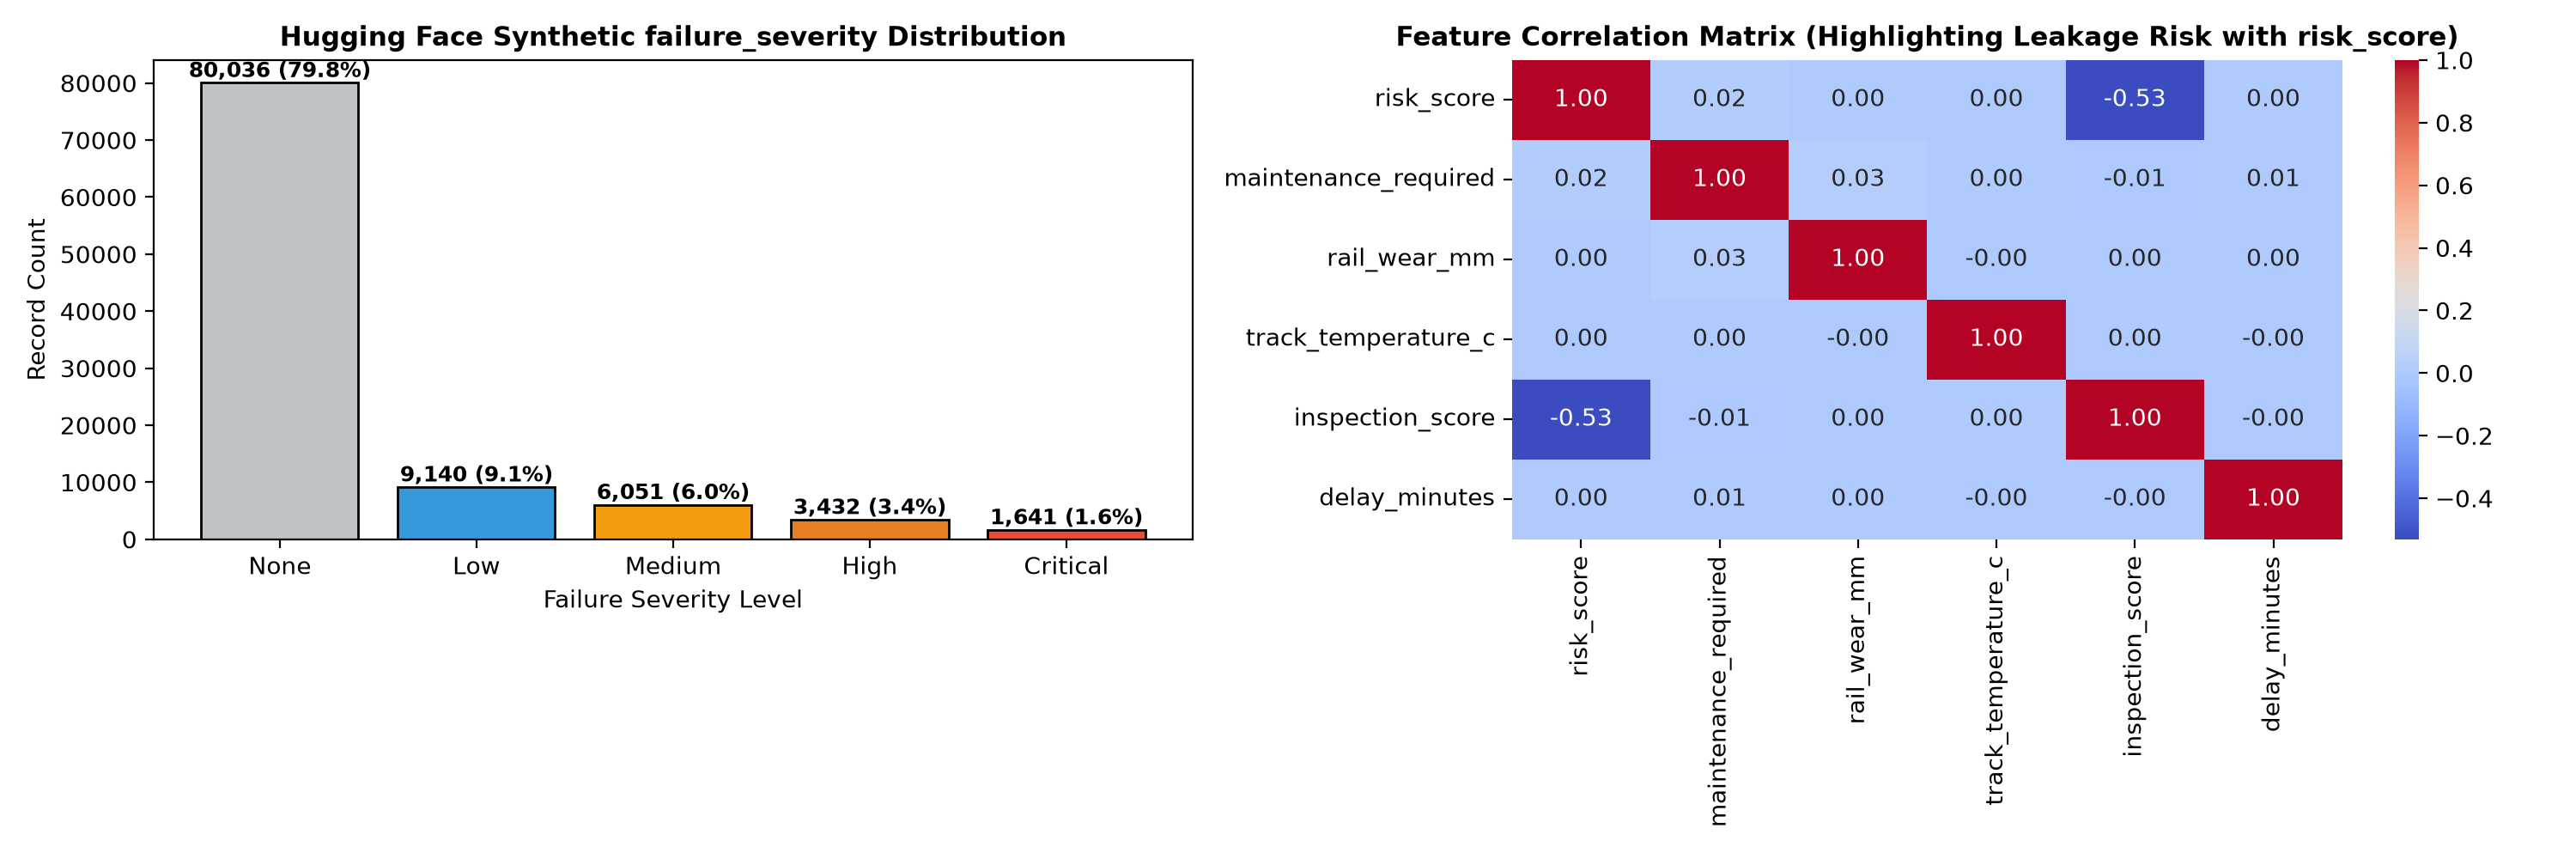 Hugging Face Synthetic failure_severity Distribution
80,036 (79.8%)
9,140 (9.1%)
6,051 (6.0%)
3,432 (3.4%)
1,641 (1.6%)
80000
70000
60000
50000
40000
30000
20000
10000
0
Record Count
None Low Medium High Critical
Failure Severity Level
Feature Correlation Matrix (Highlighting Leakage Risk with risk_score)
risk_score 1.00 0.02 0.00 0.00 -0.53 0.00
maintenance_required 0.02 1.00 0.03 0.00 -0.01 0.01
rail_wear_mm 0.00 0.03 1.00 -0.00 0.00 0.00
track_temperature_c 0.00 0.00 -0.00 1.00 0.00 -0.00
inspection_score -0.53 -0.01 0.00 0.00 1.00 -0.00
delay_minutes 0.00 0.01 0.00 -0.00 -0.00 1.00
risk_score
maintenance_required
rail_wear_mm
track_temperature_c
inspection_score
delay_minutes
1.0
0.8
0.6
0.4
0.2
0.0
−0.2
−0.4